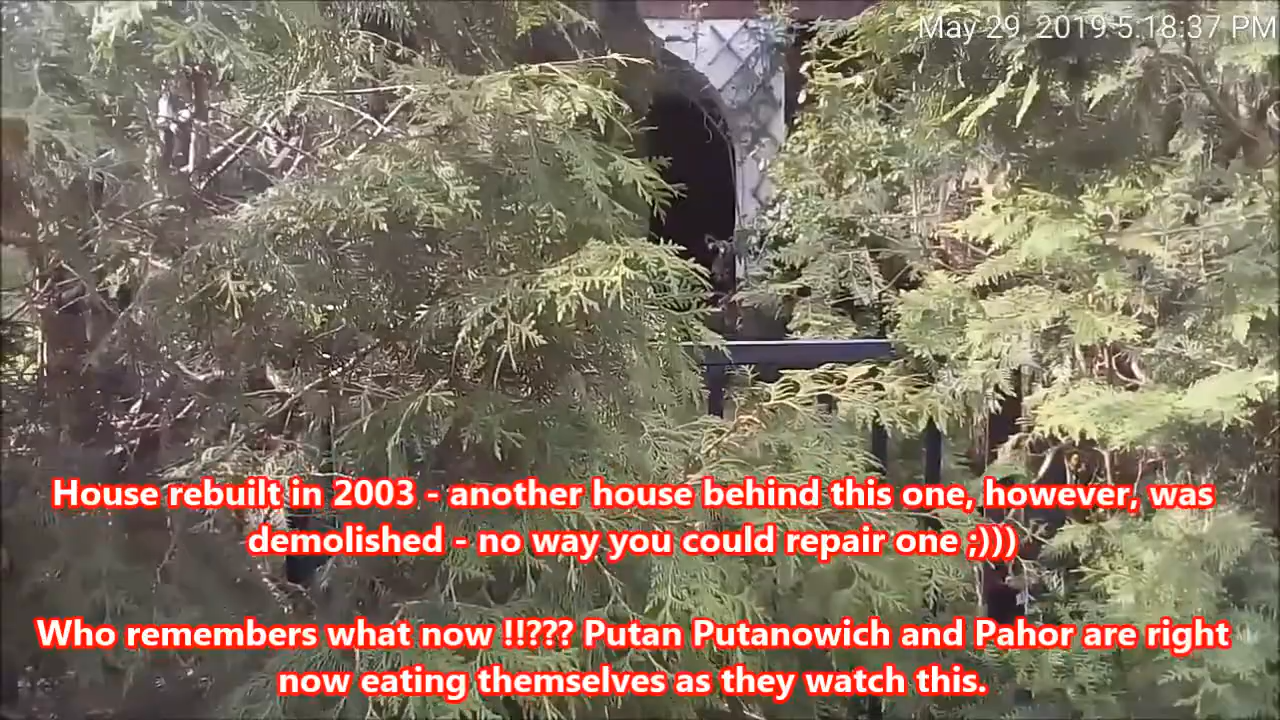 May 29, 2019 5.18:37 PM
House rebuilt in 2003 - another house behind this one, however, was
demolished - no way you could repair one ;)))
Who remembers what now !!??? Putan Putanowich and Pahor are right
now eating themselves as they watch this.